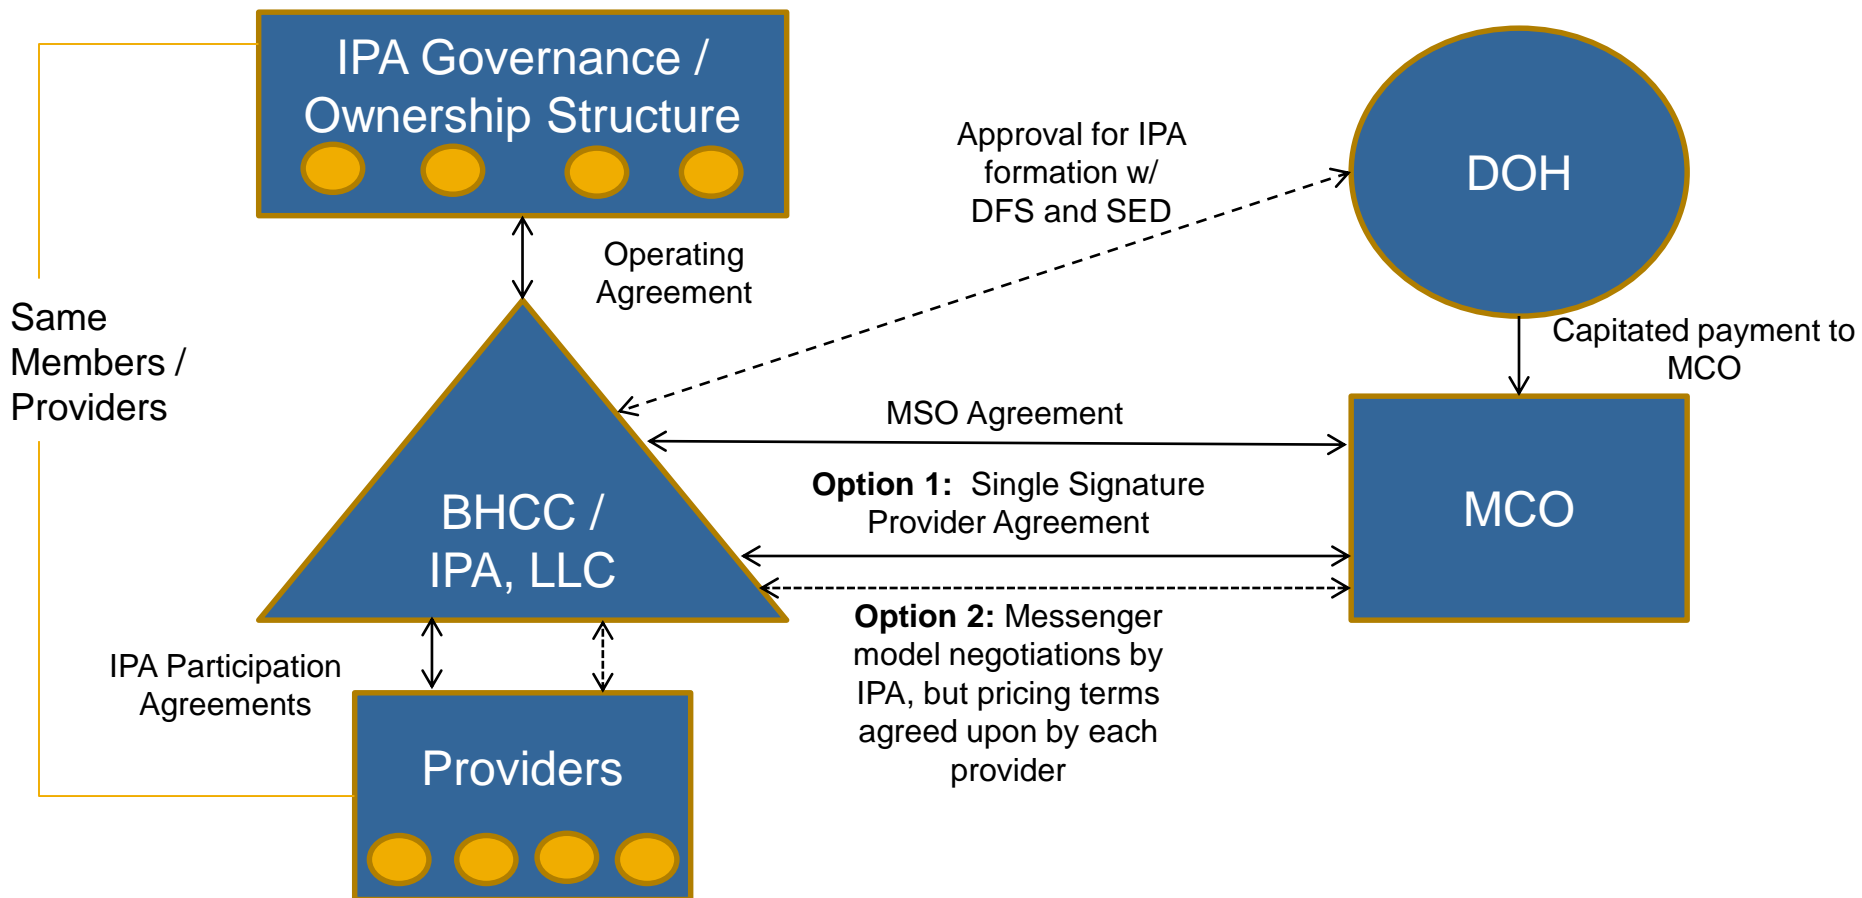 IPA Governance /
Ownership Structure
DOH
Approval for IPA
formation w/
DFS and SED
Operating
Agreement
Same
Members /
Providers
Capitated payment to
MCO
MSO Agreement
Option 1:  Single Signature
Provider Agreement
MCO
BHCC /
IPA, LLC
Option 2: Messenger
model negotiations by
IPA, but pricing terms
agreed upon by each
provider
IPA Participation
Agreements
Providers